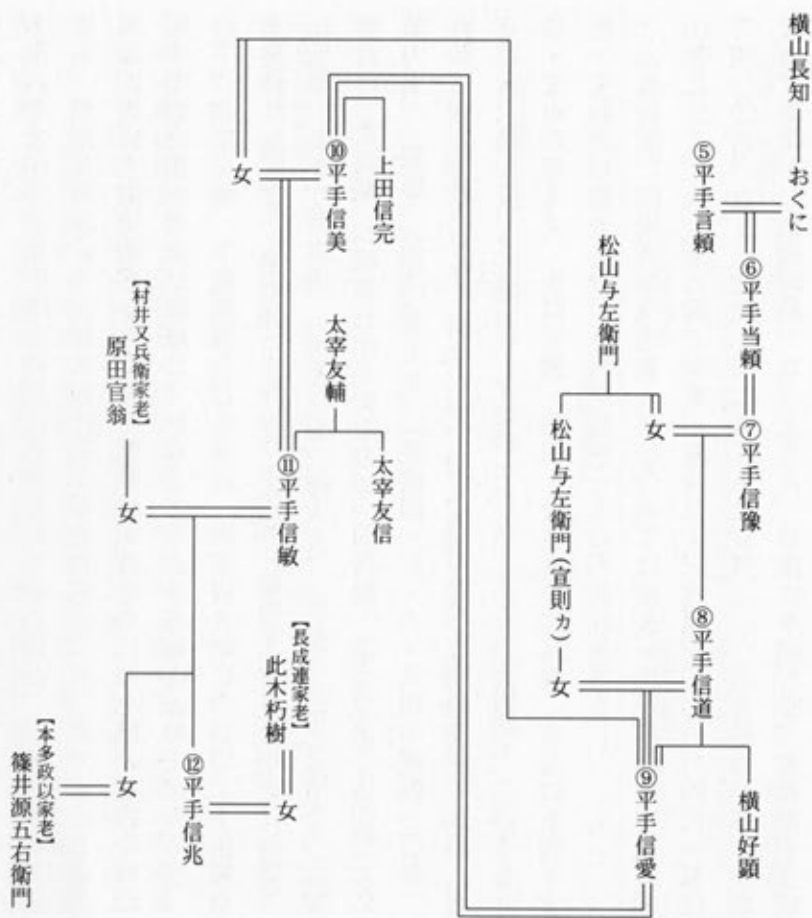 横山長知
おくに
⑤平手言頼
⑥平手当頼
⑦平手信豫
松山与左衛門
女
松山与左衛門(宣則カ)
女
⑧平手信道
横山好顕
⑨平手信愛
上田信完
⑩平手信美
女
太宰友輔
太宰友信
⑪平手信敏
【村井又兵衛家老】
原田官翁
女
【長成連家老】
此木朽樹
女
⑫平手信兆
女
【本多政以家老】
篠井源五右衛門